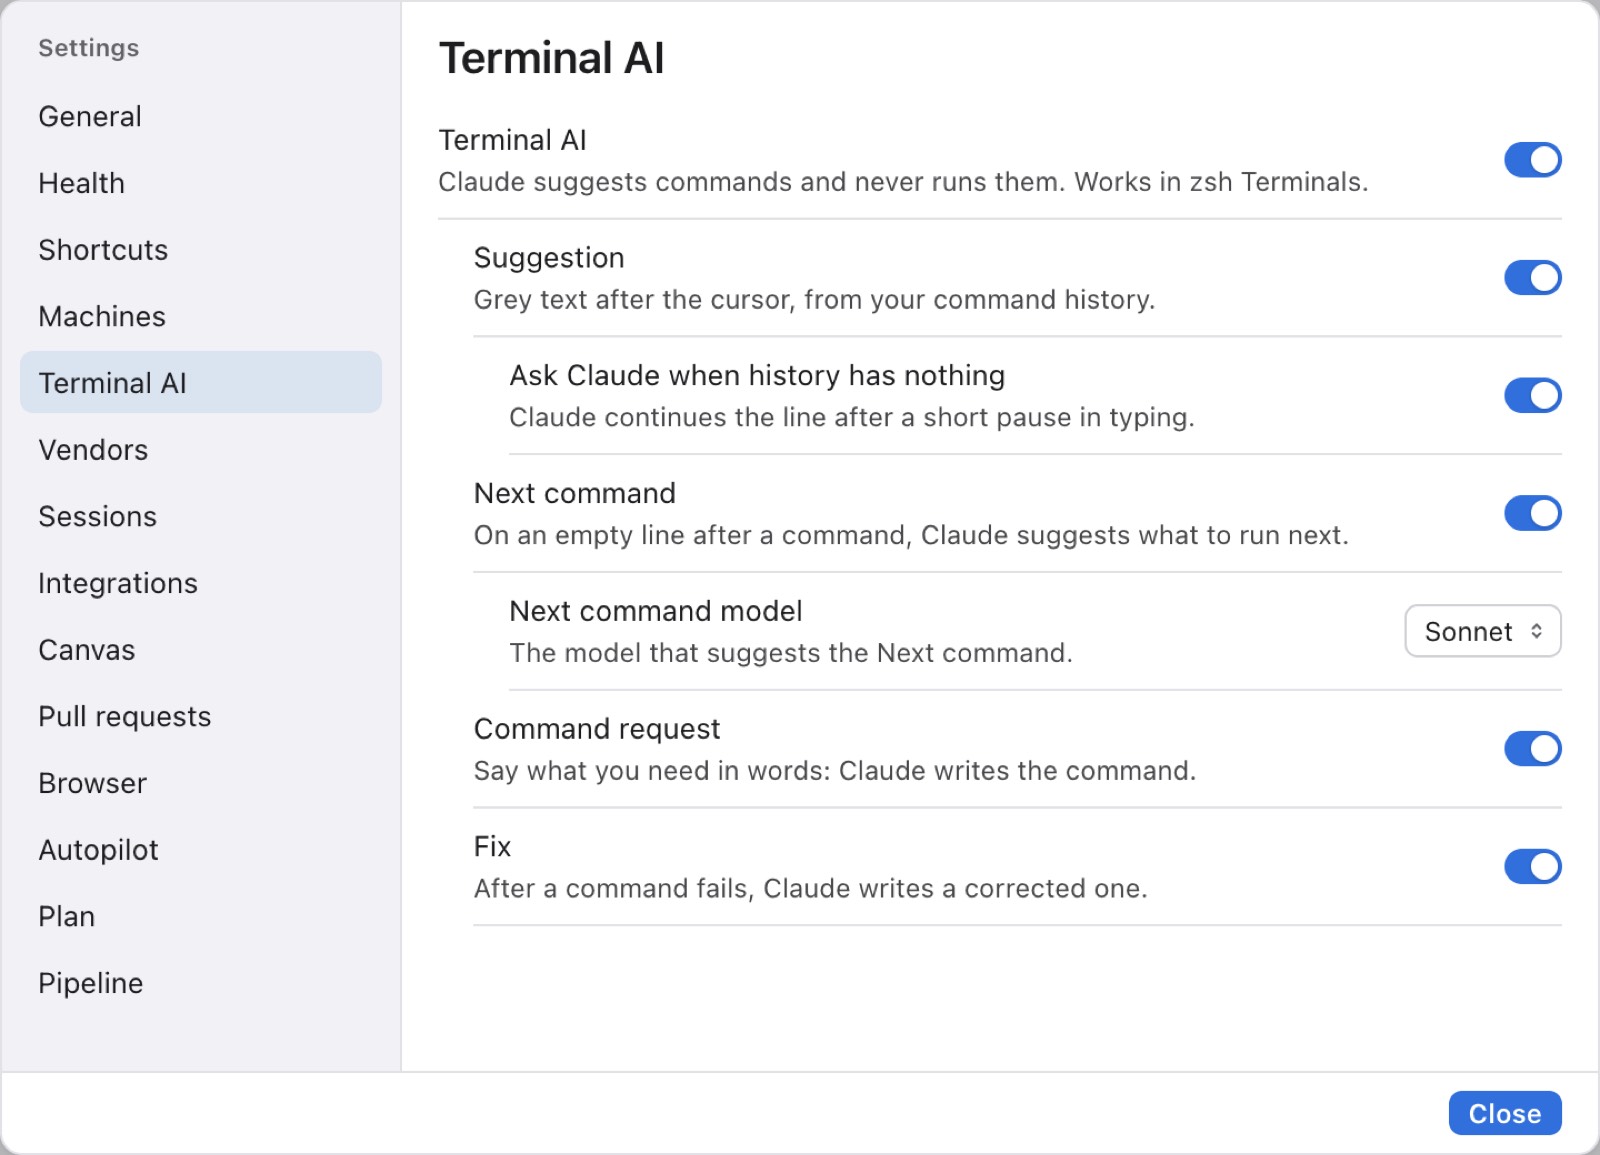 Settings
General
Health
Shortcuts
Machines
Terminal AI
Vendors
Sessions
Integrations
Canvas
Pull requests
Browser
Autopilot
Plan
Pipeline
Terminal AI
Terminal AI
Claude suggests commands and never runs them. Works in zsh Terminals.
Suggestion
Grey text after the cursor, from your command history.
Ask Claude when history has nothing
Claude continues the line after a short pause in typing.
Next command
On an empty line after a command, Claude suggests what to run next.
Next command model
The model that suggests the Next command.
Sonnet
Command request
Say what you need in words: Claude writes the command.
Fix
After a command fails, Claude writes a corrected one.
Close